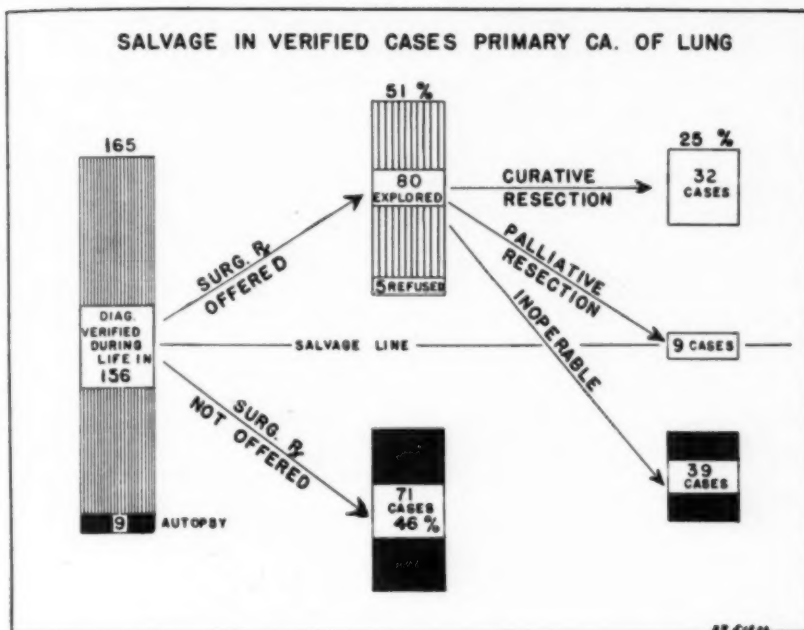 SALVAGE IN VERIFIED CASES PRIMARY CA. OF LUNG
165
DIAG.
VERIFIED
DURING
LIFE IN
156
9 AUTOPSY
SURG. ℞
OFFERED
SURG. ℞
NOT OFFERED
SALVAGE LINE
51 %
80
EXPLORED
5 REFUSED
71
CASES
46 %
CURATIVE
RESECTION
PALLIATIVE
RESECTION
INOPERABLE
25 %
32
CASES
9 CASES
39
CASES